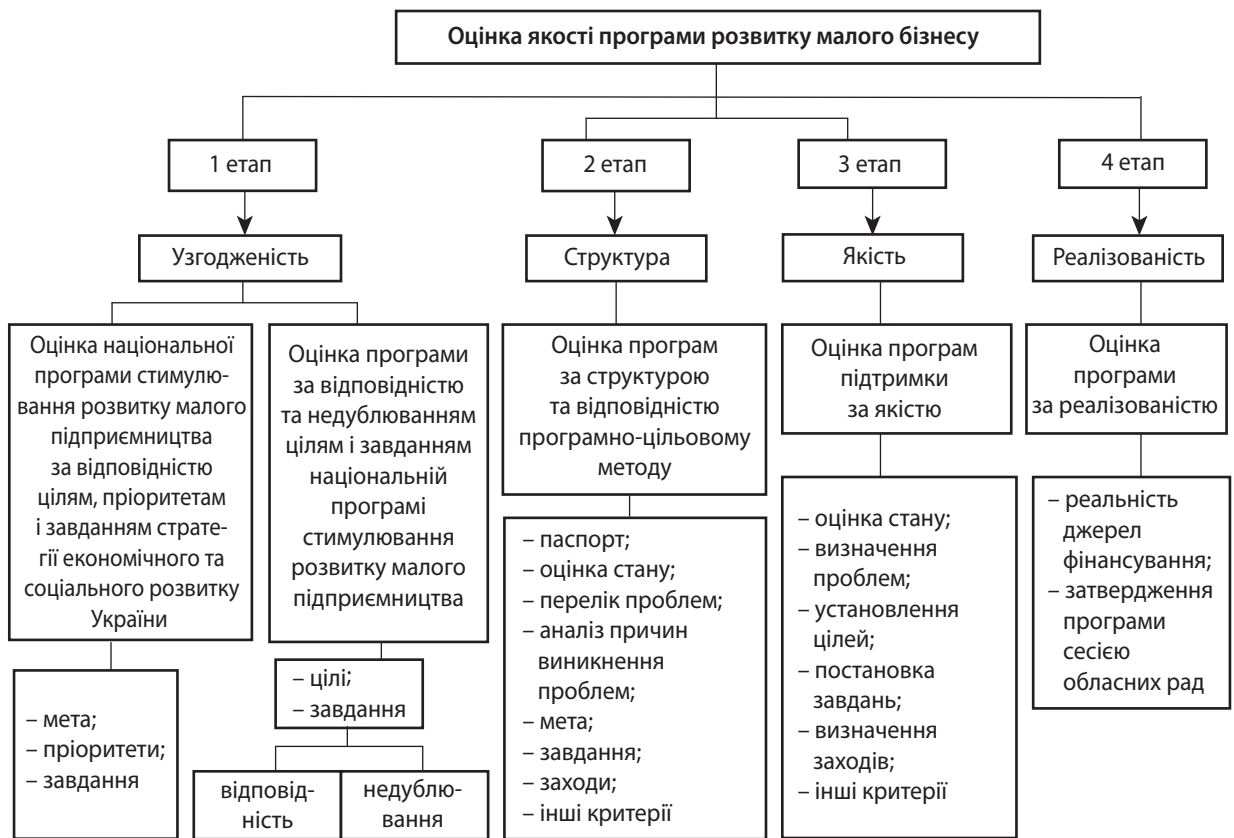 Оцінка якості програми розвитку малого бізнесу
1 етап
2 етап
3 етап
4 етап
Узгодженість
Структура
Якість
Реалізованість
Оцінка національної
програми стимулю-
вання розвитку малого
підприємництва
за відповідністю
цілям, пріоритетам
і завданням страте-
гії економічного та
соціального розвитку
України
Оцінка програми
за відповідністю
та недублюванням
цілям і завданням
національній
програмі
стимулювання
розвитку малого
підприємництва
Оцінка програм
за структурою
та відповідністю
програмно-цільовому
методу
Оцінка програм
підтримки
за якістю
Оцінка
програми
за реалізованістю
– мета;
– пріоритети;
– завдання
– цілі;
– завдання
відповід-
ність
недублю-
вання
– паспорт;
– оцінка стану;
– перелік проблем;
– аналіз причин
виникнення
проблем;
– мета;
– завдання;
– заходи;
– інші критерії
– оцінка стану;
– визначення
проблем;
– установлення
цілей;
– постановка
завдань;
– визначення
заходів;
– інші критерії
– реальність
джерел
фінансування;
– затвердження
програми
сесією
обласних рад